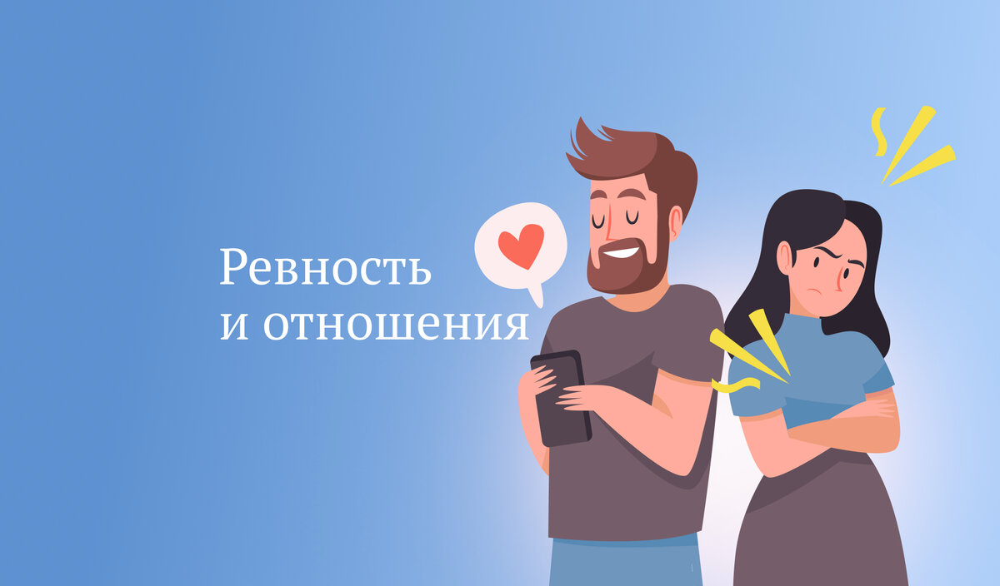 Ревность
и отношения